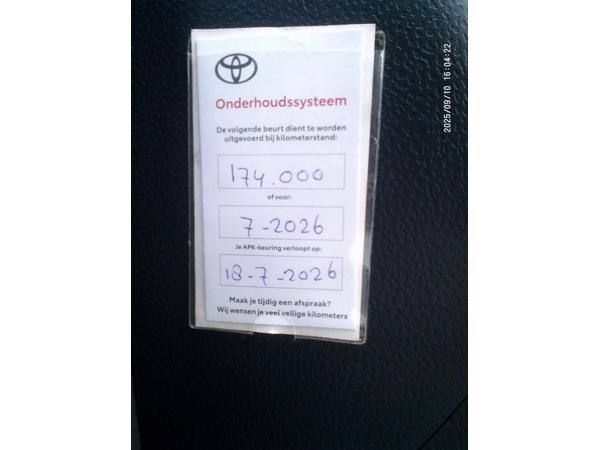 Onderhoudssysteem
De volgende beurt dient te worden
uitgevoerd bij kilometerstand:
174.000
of voor:
7-2026
Je APK-keuring verloopt op:
18-7-2026
Maak je tijdig een afspraak?
Wij wensen je veel veilige kilometers
2025/09/10 16:04:22